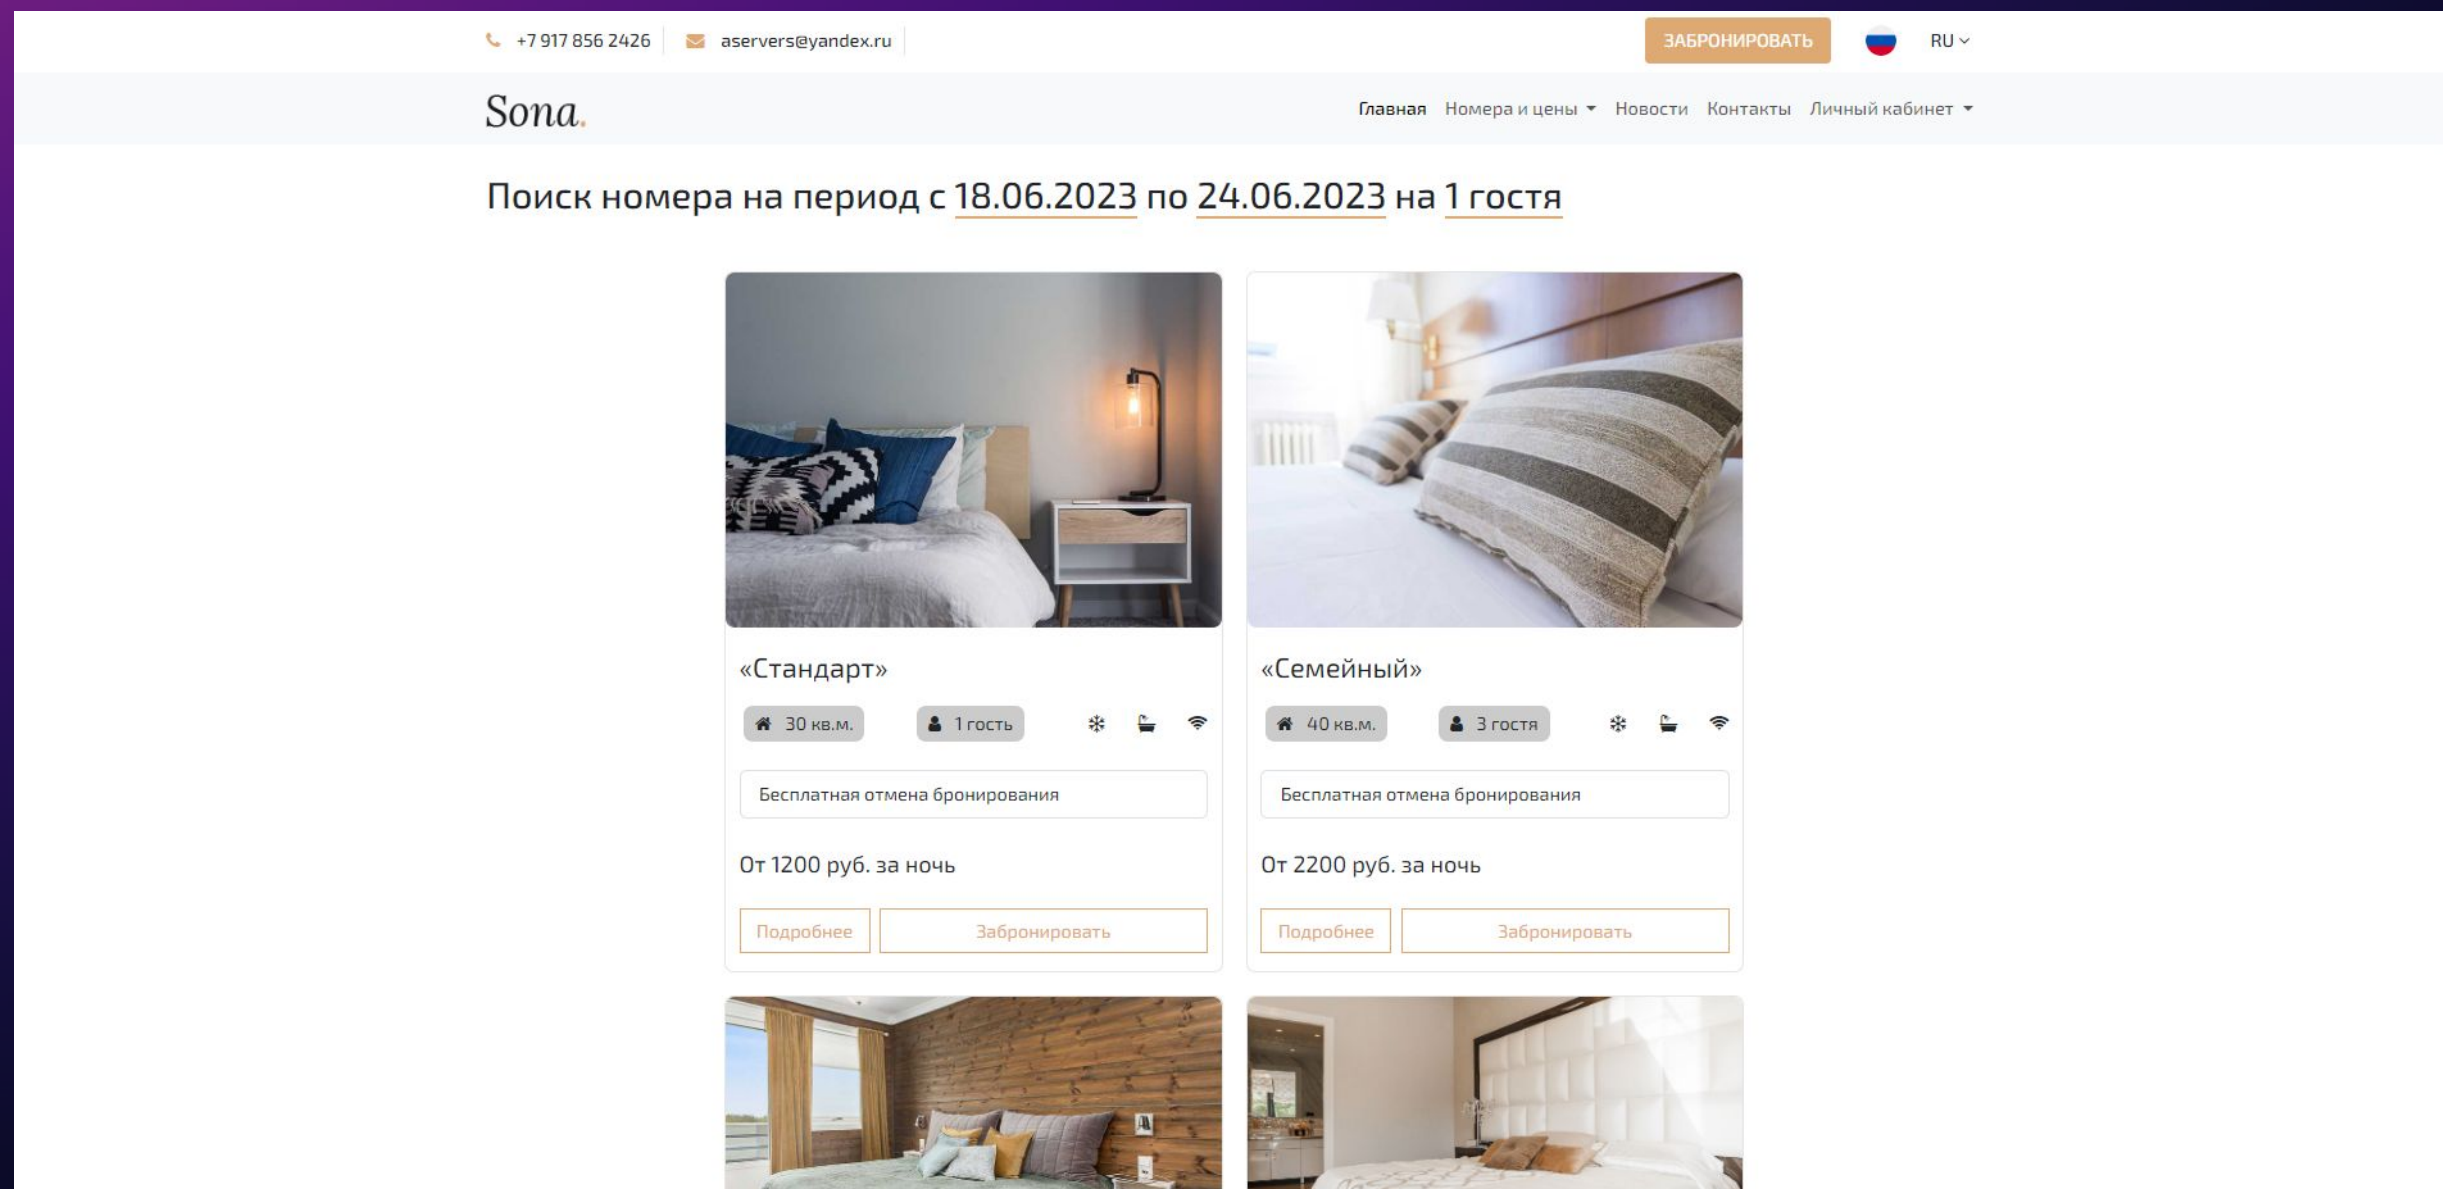 +7 917 856 2426 aservers@yandex.ru ЗАБРОНИРОВАТЬ RU
Sona.
Главная Номера и цены Новости Контакты Личный кабинет
Поиск номера на период с 18.06.2023 по 24.06.2023 на 1 гостя
«Стандарт»
30 кв.м. 1 гость
Бесплатная отмена бронирования
От 1200 руб. за ночь
Подробнее Забронировать
«Семейный»
40 кв.м. 3 гостя
Бесплатная отмена бронирования
От 2200 руб. за ночь
Подробнее Забронировать